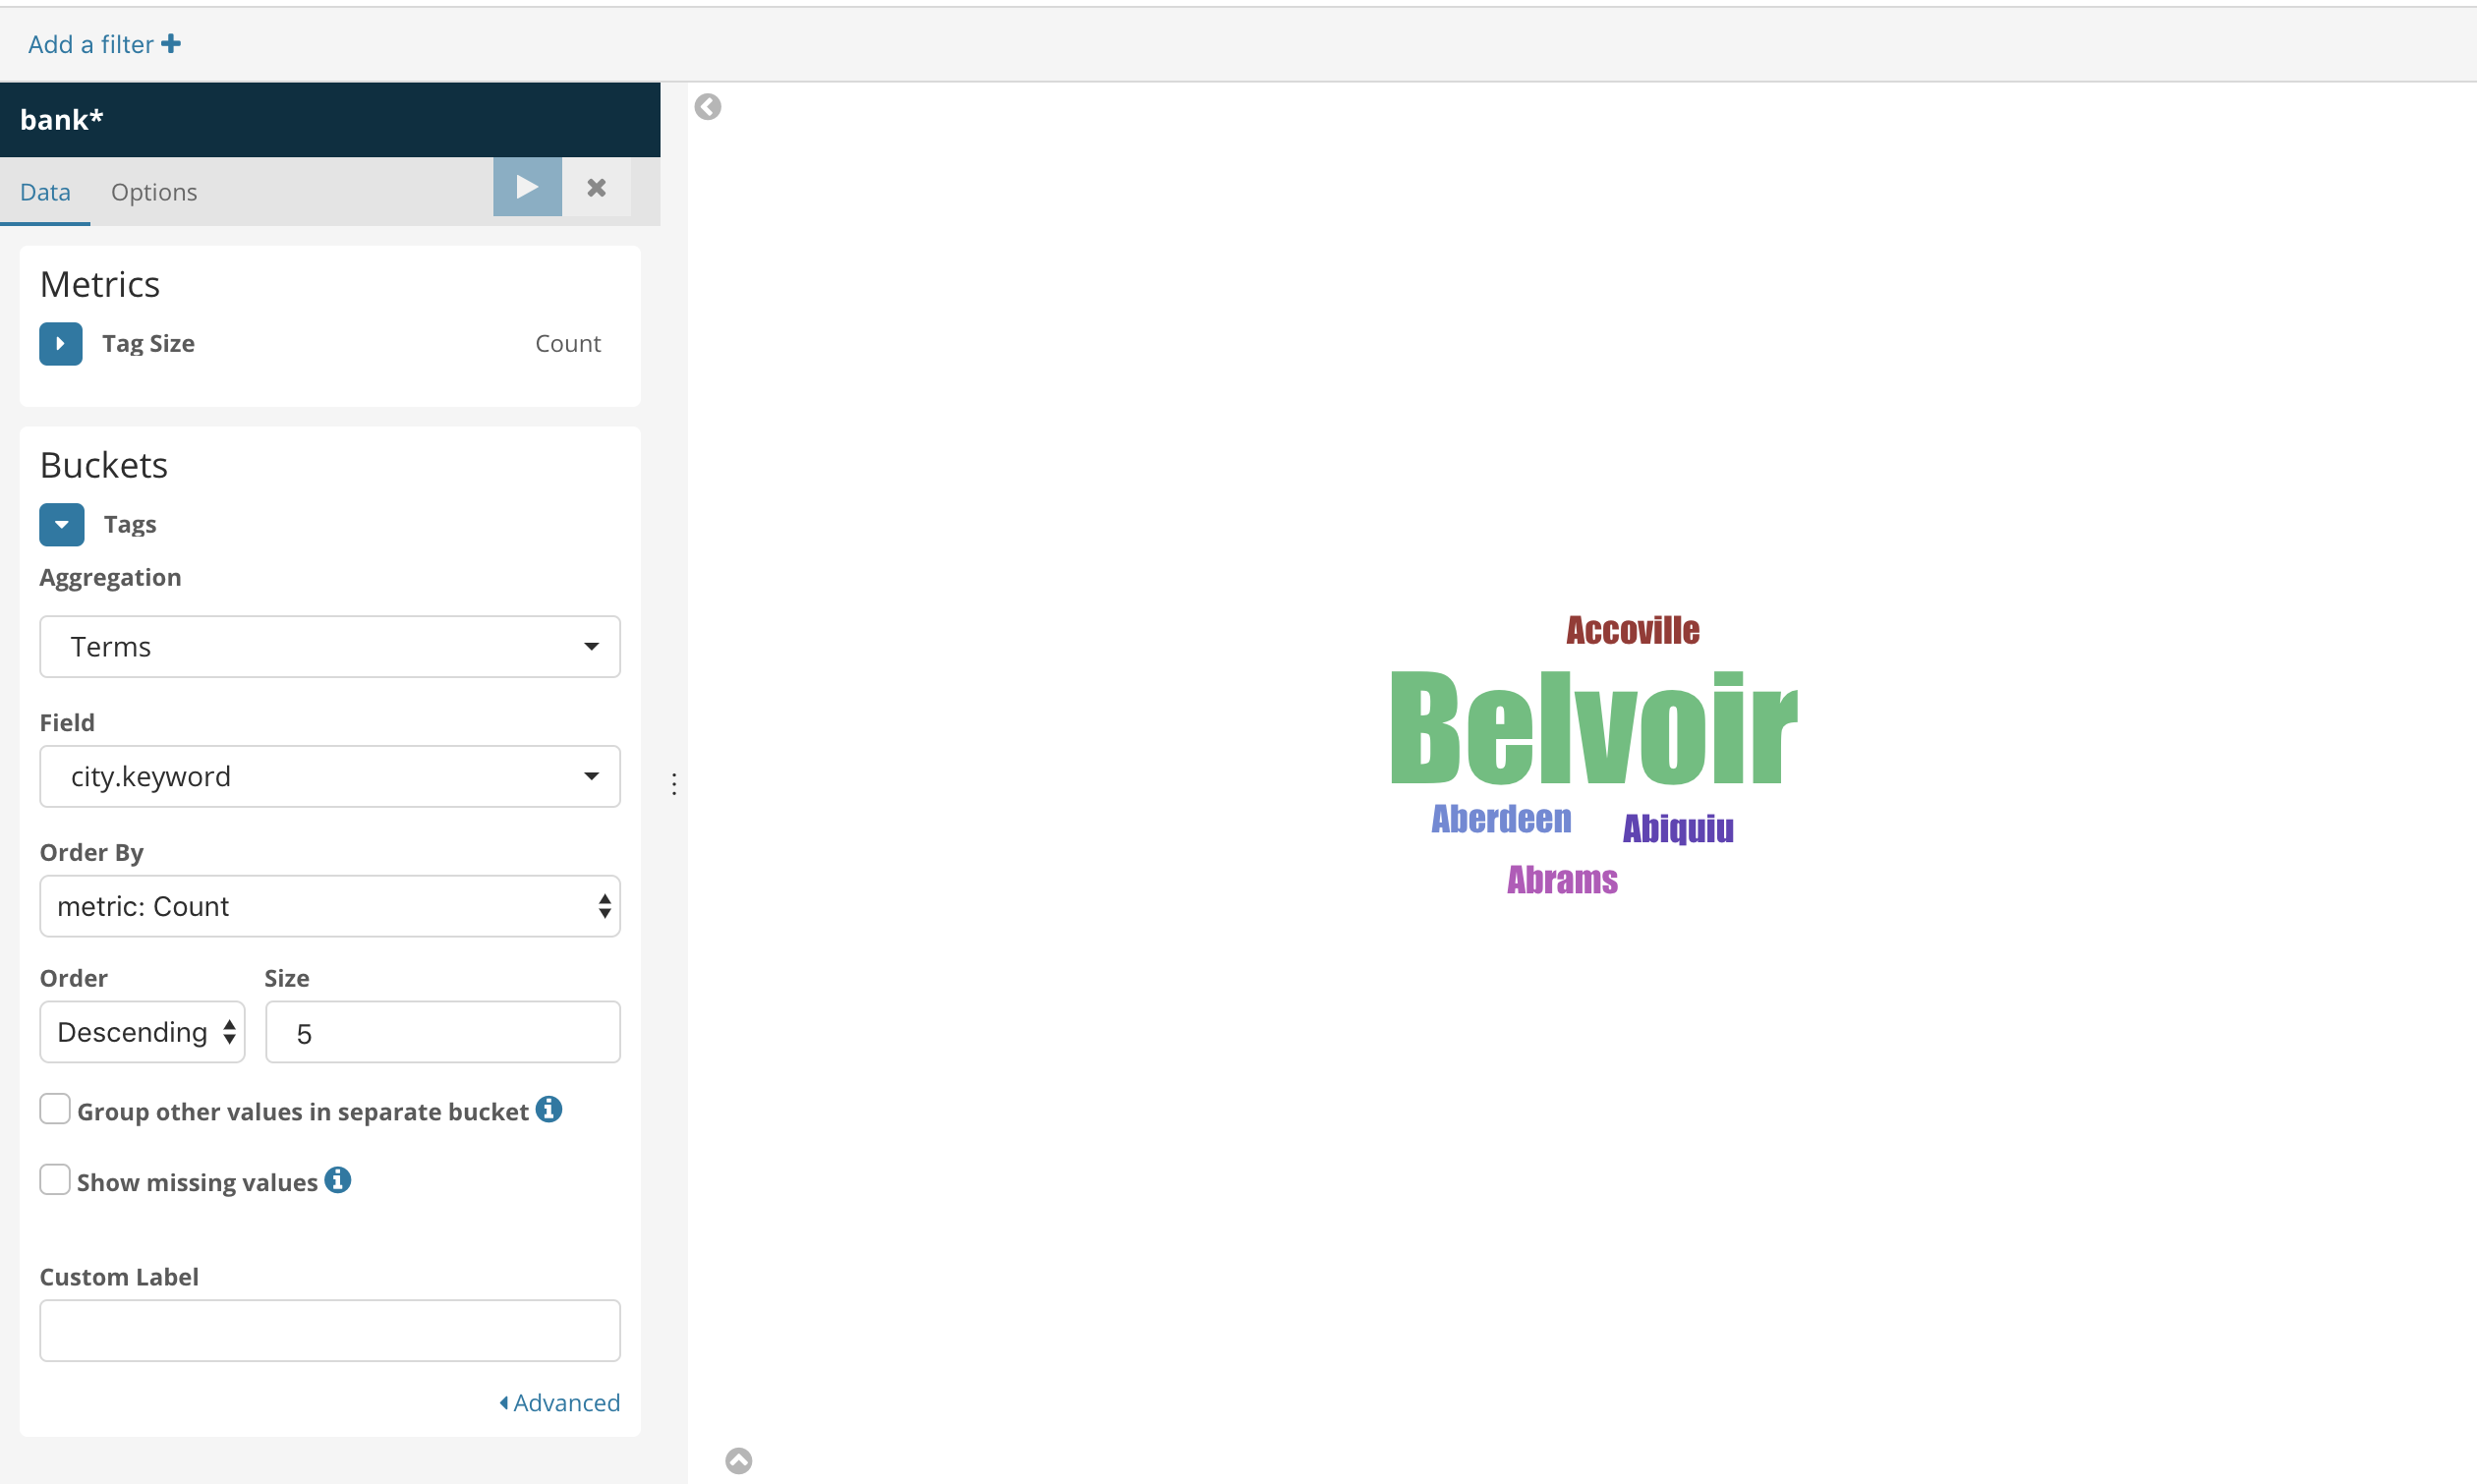 Add a filter
bank*
Data Options
Metrics
Tag Size Count
Buckets
Tags
Aggregation
Terms
Field
city.keyword
Order By
metric: Count
Order Size
Descending 5
Group other values in separate bucket
Show missing values
Custom Label
Advanced
Accoville
Belvoir
Aberdeen Abiquiu
Abrams